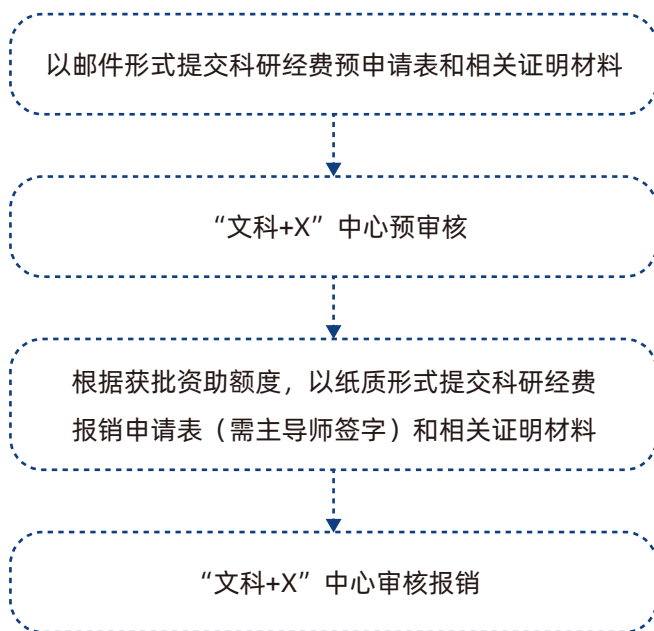 以邮件形式提交科研经费预申请表和相关证明材料
“文科+X”中心预审核
根据获批资助额度，以纸质形式提交科研经费
报销申请表（需主导师签字）和相关证明材料
“文科+X”中心审核报销